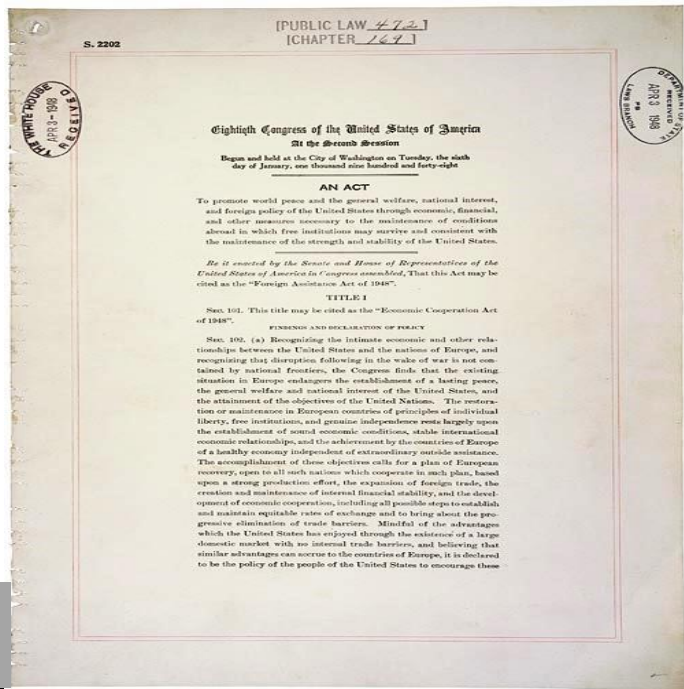 [PUBLIC LAW 472]
[CHAPTER 169]
S. 2202
THE WHITE HOUSE
APR 3 - 1948
RECEIVED
DEPARTMENT OF STATE
RECEIVED
APR 3 1948
PB
LAWS BRANCH
Eightieth Congress of the United States of America
At the Second Session
Begun and held at the City of Washington on Tuesday, the sixth
day of January, one thousand nine hundred and forty-eight
AN ACT
To promote world peace and the general welfare, national interest,
and foreign policy of the United States through economic, financial,
and other measures necessary to the maintenance of conditions
abroad in which free institutions may survive and consistent with
the maintenance of the strength and stability of the United States.
Be it enacted by the Senate and House of Representatives of the
United States of America in Congress assembled, That this Act may be
cited as the "Foreign Assistance Act of 1948".
TITLE I
SEC. 101. This title may be cited as the "Economic Cooperation Act
of 1948".
FINDINGS AND DECLARATION OF POLICY
SEC. 102. (a) Recognizing the intimate economic and other rela-
tionships between the United States and the nations of Europe, and
recognizing that disruption following in the wake of war is not con-
tained by national frontiers, the Congress finds that the existing
situation in Europe endangers the establishment of a lasting peace,
the general welfare and national interest of the United States, and
the attainment of the objectives of the United Nations. The restora-
tion or maintenance in European countries of principles of individual
liberty, free institutions, and genuine independence rests largely upon
the establishment of sound economic conditions, stable international
economic relationships, and the achievement by the countries of Europe
of a healthy economy independent of extraordinary outside assistance.
The accomplishment of these objectives calls for a plan of European
recovery, open to all such nations which cooperate in such plan, based
upon a strong production effort, the expansion of foreign trade, the
creation and maintenance of internal financial stability, and the devel-
opment of economic cooperation, including all possible steps to establish
and maintain equitable rates of exchange and to bring about the pro-
gressive elimination of trade barriers. Mindful of the advantages
which the United States has enjoyed through the existence of a large
domestic market with no internal trade barriers, and believing that
similar advantages can accrue to the countries of Europe, it is declared
to be the policy of the people of the United States to encourage these